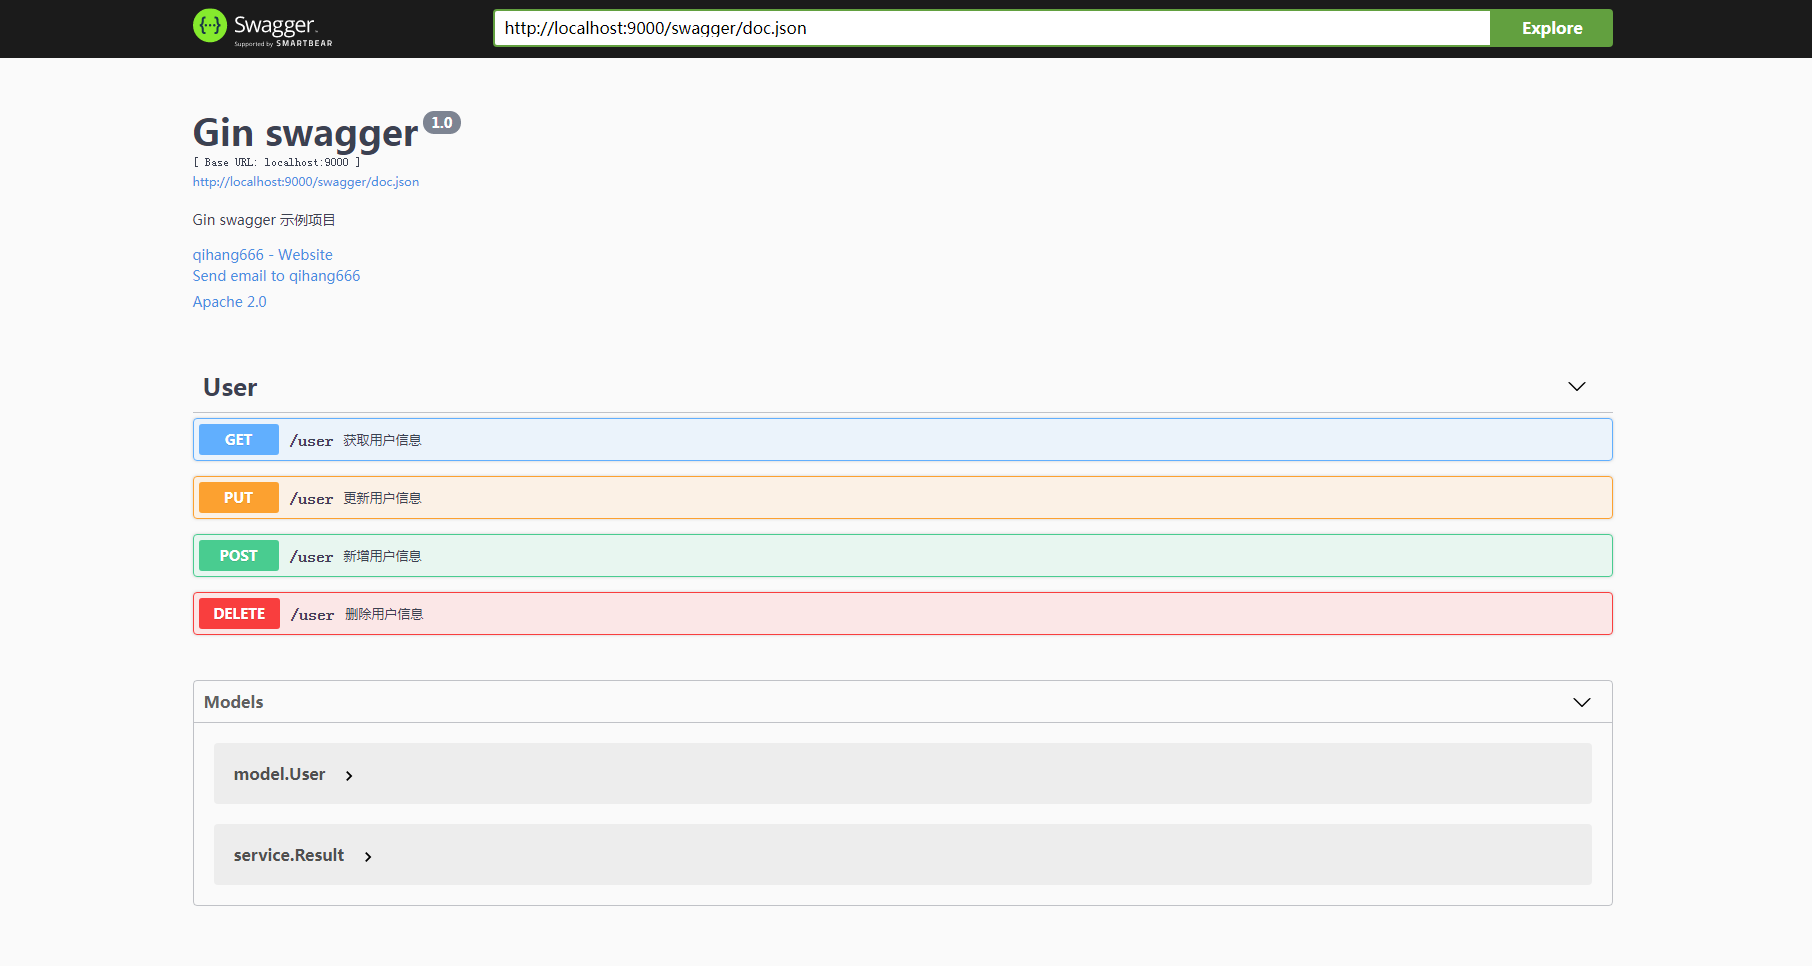 Swagger
Supported by SMARTBEAR
http://localhost:9000/swagger/doc.json
Explore
Gin swagger 1.0
[ Base URL: localhost:9000 ]
http://localhost:9000/swagger/doc.json
Gin swagger 示例项目
qihang666 - Website
Send email to qihang666
Apache 2.0
User
GET /user 获取用户信息
PUT /user 更新用户信息
POST /user 新增用户信息
DELETE /user 删除用户信息
Models
model.User
service.Result